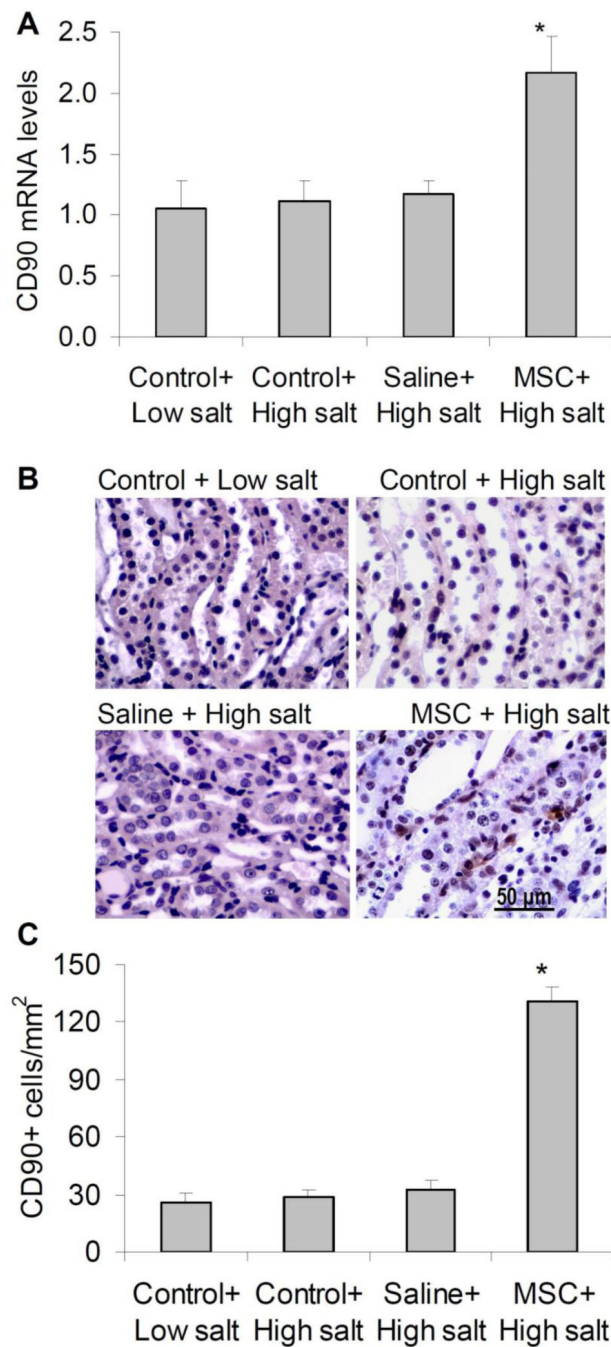 A
*
2.5
2.0
1.5
1.0
0.5
0.0
CD90 mRNA levels
Control+ Control+ Saline+ MSC+
Low salt High salt High salt High salt
B
Control + Low salt Control + High salt
Saline + High salt MSC + High salt
50 µm
C
*
150
120
90
60
30
0
CD90+ cells/mm²
Control+ Control+ Saline+ MSC+
Low salt High salt High salt High salt